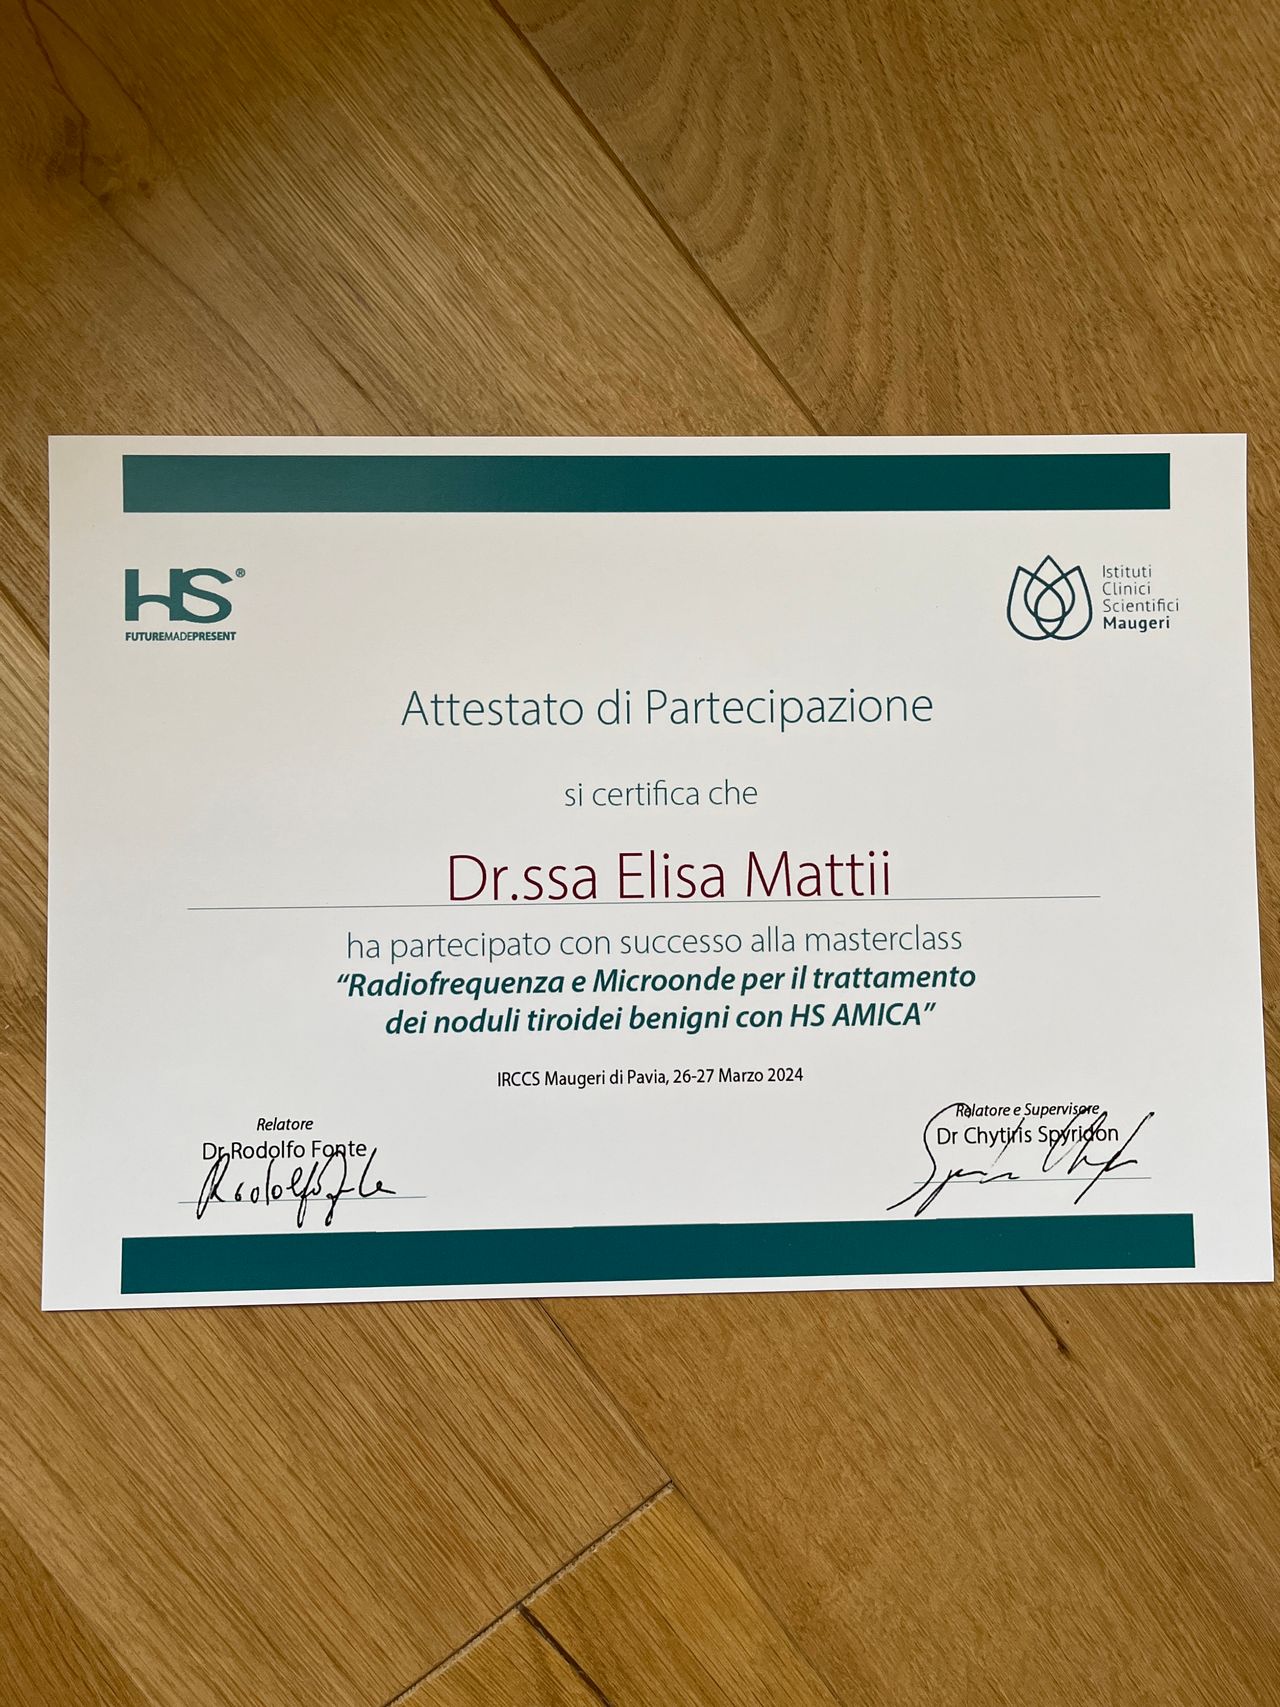 HS®
FUTUREMADEPRESENT
Istituti
Clinici
Scientifici
Maugeri
Attestato di Partecipazione
si certifica che
Dr.ssa Elisa Mattii
ha partecipato con successo alla masterclass
“Radiofrequenza e Microonde per il trattamento
dei noduli tiroidei benigni con HS AMICA”
IRCCS Maugeri di Pavia, 26-27 Marzo 2024
Relatore
Dr Rodolfo Fonte
Rodolfo Fonte
Relatore e Supervisore
Dr Chytiris Spyridon